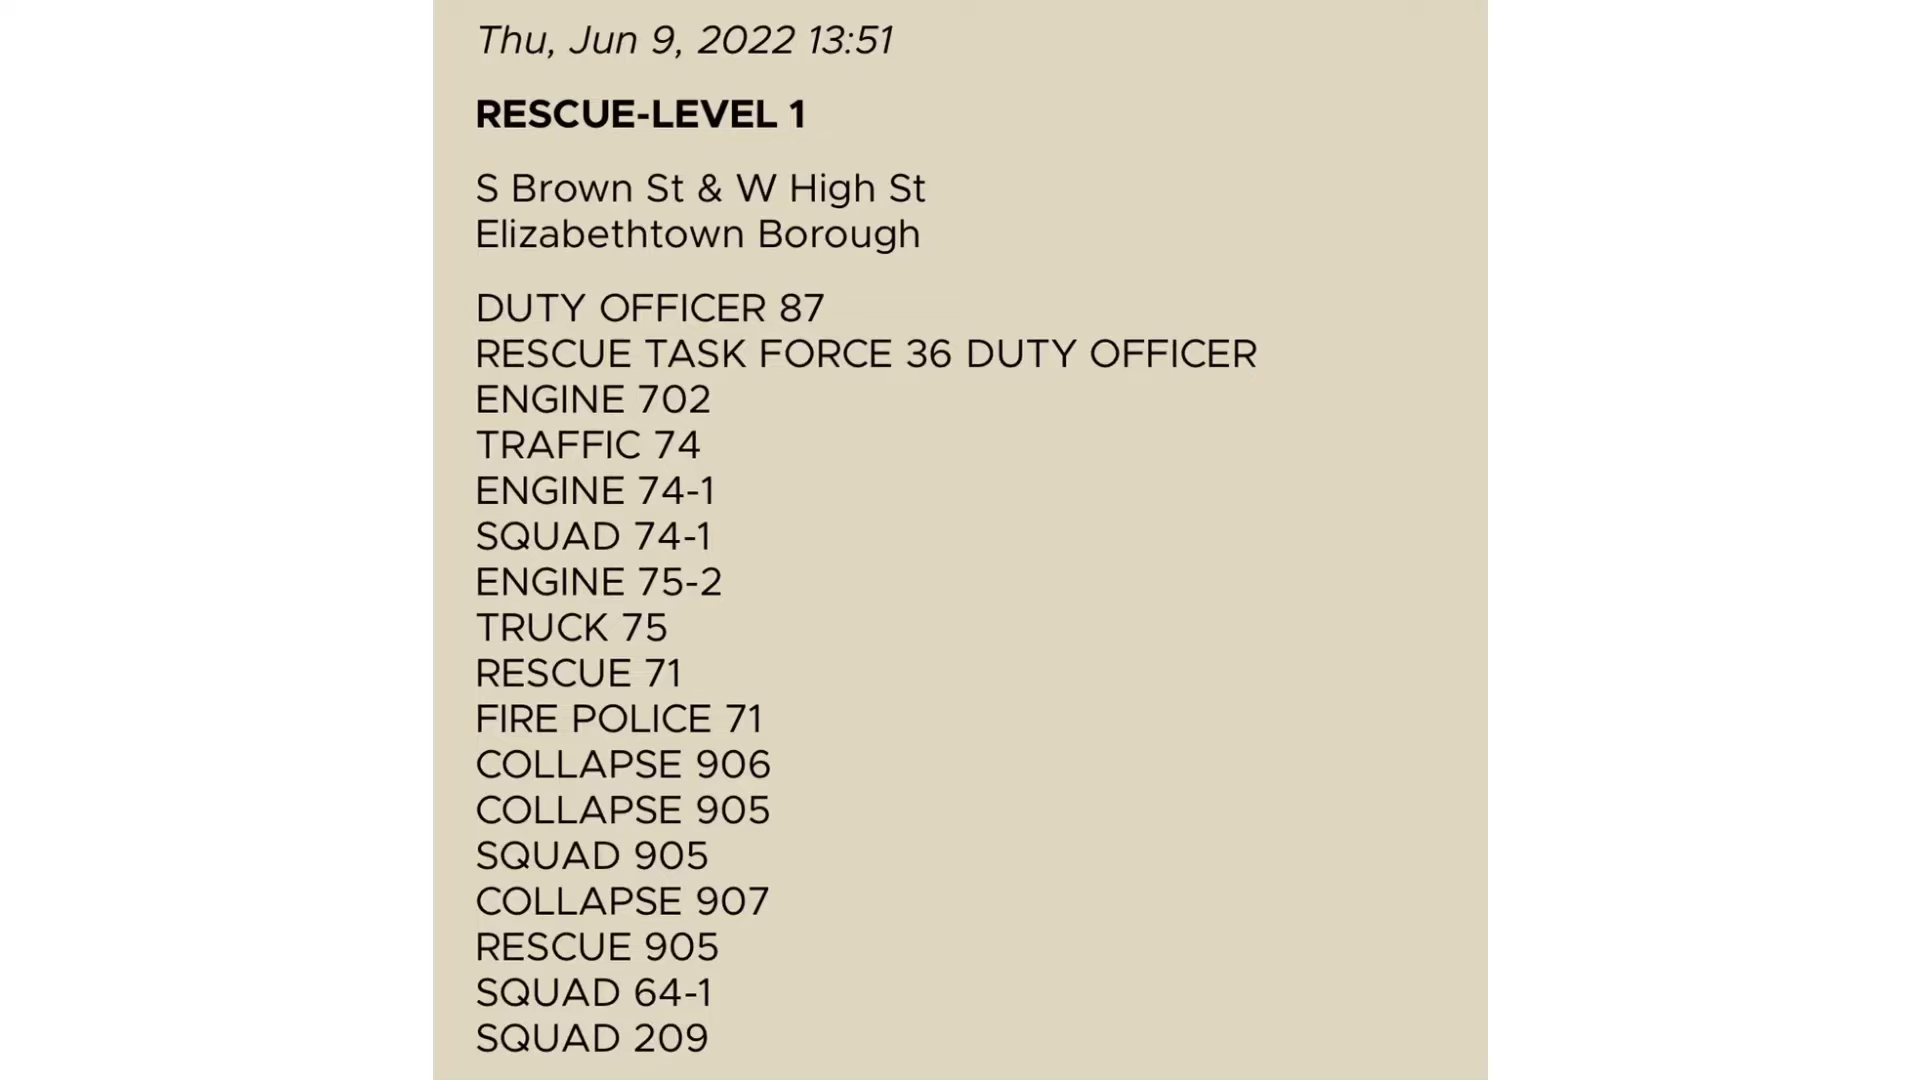 Thu, Jun 9, 2022 13:51
RESCUE-LEVEL 1
S Brown St & W High St
Elizabethtown Borough
DUTY OFFICER 87
RESCUE TASK FORCE 36 DUTY OFFICER
ENGINE 702
TRAFFIC 74
ENGINE 74-1
SQUAD 74-1
ENGINE 75-2
TRUCK 75
RESCUE 71
FIRE POLICE 71
COLLAPSE 906
COLLAPSE 905
SQUAD 905
COLLAPSE 907
RESCUE 905
SQUAD 64-1
SQUAD 209